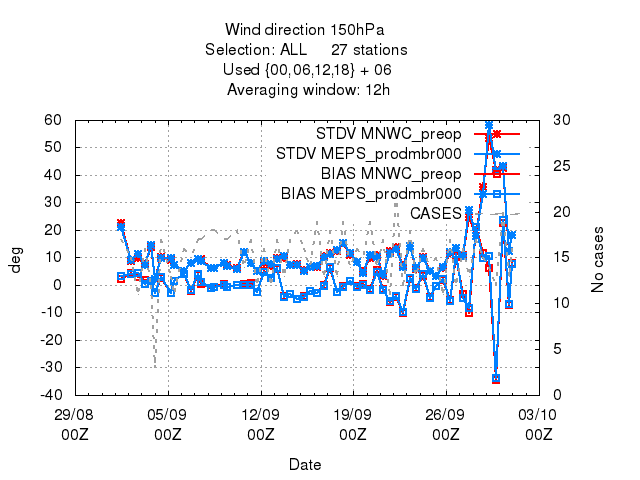 Wind direction 150hPa
Selection: ALL 27 stations
Used {00,06,12,18} + 06
Averaging window: 12h
STDV MNWC_preop
STDV MEPS_prodmbr000
BIAS MNWC_preop
BIAS MEPS_prodmbr000
CASES
deg
60
50
40
30
20
10
0
-10
-20
-30
-40
No cases
30
25
20
15
10
5
0
29/08 05/09 12/09 19/09 26/09 03/10
00Z 00Z 00Z 00Z 00Z 00Z
Date